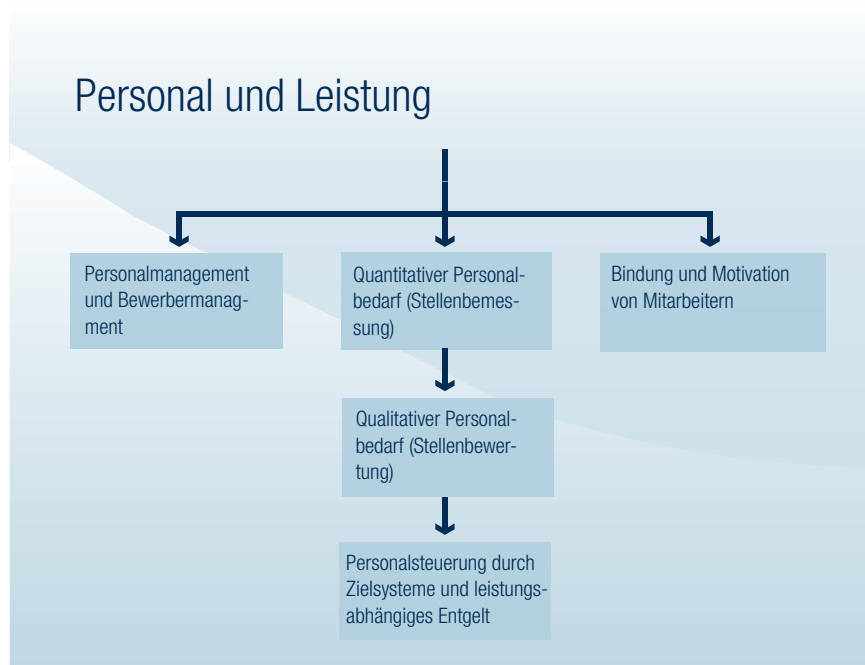 Personal und Leistung
Personalmanagement
und Bewerbermanag-
ment
Quantitativer Personal-
bedarf (Stellenbemes-
sung)
Bindung und Motivation
von Mitarbeitern
Qualitativer Personal-
bedarf (Stellenbewer-
tung)
Personalsteuerung durch
Zielsysteme und leistungs-
abhängiges Entgelt